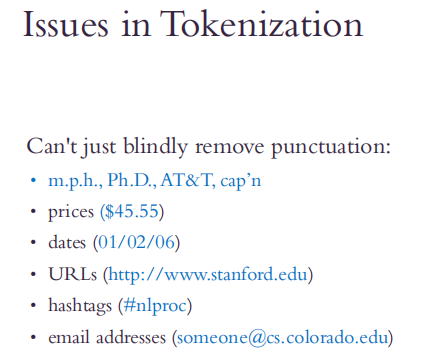 Issues in Tokenization
Can't just blindly remove punctuation:
• m.p.h., Ph.D., AT&T, cap’n
• prices ($45.55)
• dates (01/02/06)
• URLs (http://www.stanford.edu)
• hashtags (#nlproc)
• email addresses (someone@cs.colorado.edu)